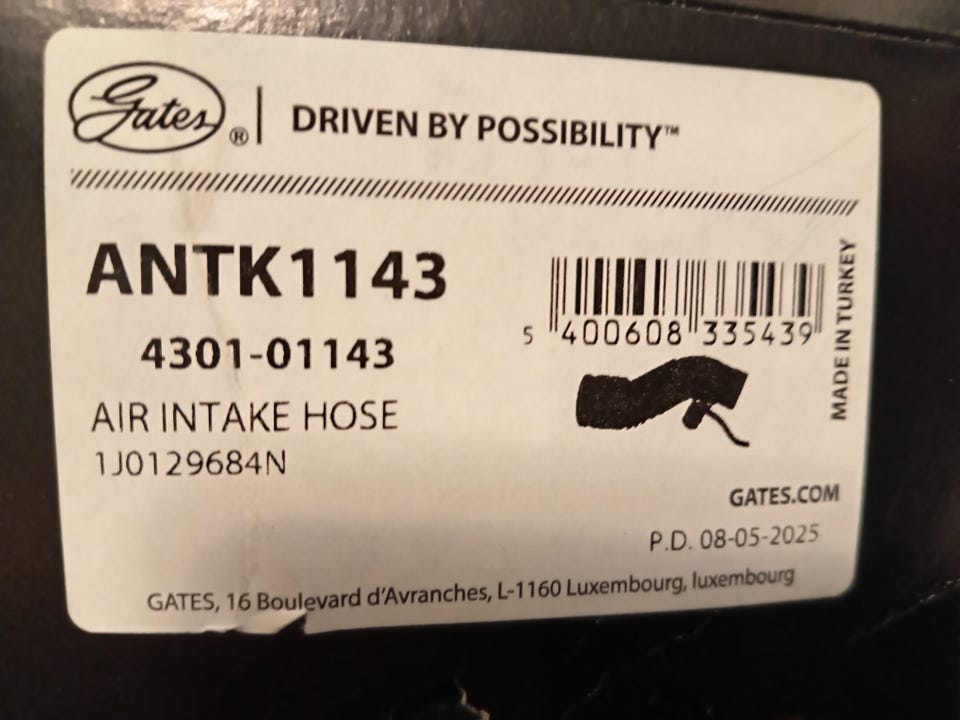 Gates® | DRIVEN BY POSSIBILITY™
ANTK1143
4301-01143
AIR INTAKE HOSE
1J0129684N
5 400608 335439
MADE IN TURKEY
GATES.COM
P.D. 08-05-2025
GATES, 16 Boulevard d'Avranches, L-1160 Luxembourg, luxembourg